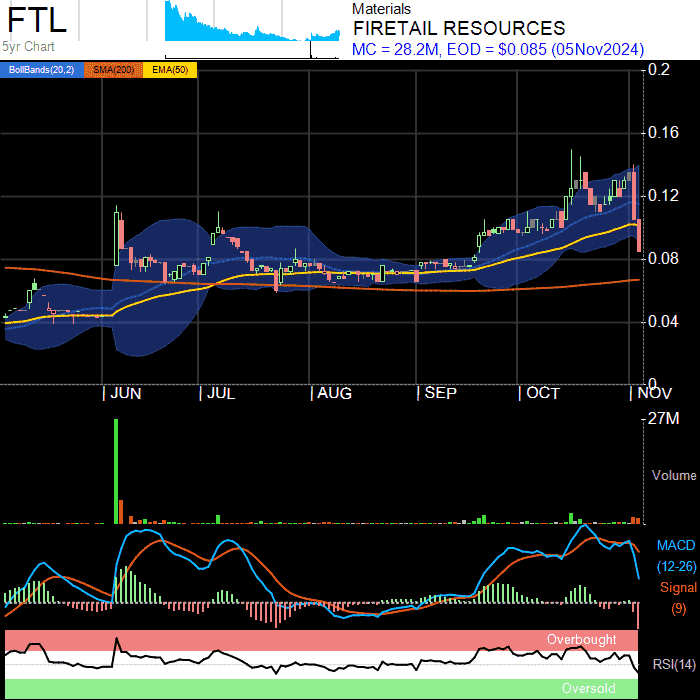 FTL
5yr Chart
Materials
FIRETAIL RESOURCES
MC = 28.2M, EOD = $0.085 (05Nov2024)
BollBands(20,2) SMA(200) EMA(50)
0.2
0.16
0.12
0.08
0.04
0
JUN JUL AUG SEP OCT NOV
27M
Volume
MACD
(12-26)
Signal
(9)
Overbought
RSI(14)
Oversold